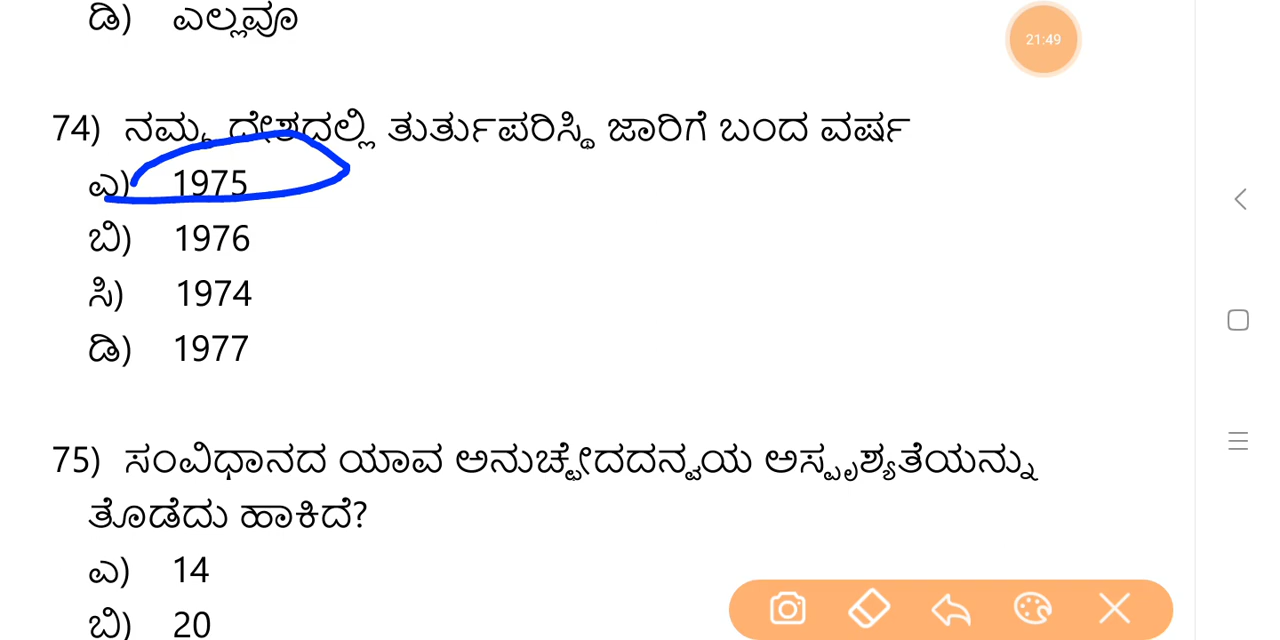 ಡಿ) ಎಲ್ಲವೂ
21:49
74) ನಮ್ಮ ದೇಶದಲ್ಲಿ ತುರ್ತುಪರಿಸ್ಥಿ ಜಾರಿಗೆ ಬಂದ ವರ್ಷ
ಎ) 1975
ಬಿ) 1976
ಸಿ) 1974
ಡಿ) 1977
75) ಸಂವಿಧಾನದ ಯಾವ ಅನುಚ್ಛೇದದನ್ವಯ ಅಸ್ಪೃಶ್ಯತೆಯನ್ನು
ತೊಡೆದು ಹಾಕಿದೆ?
ಎ) 14
ಬಿ) 20